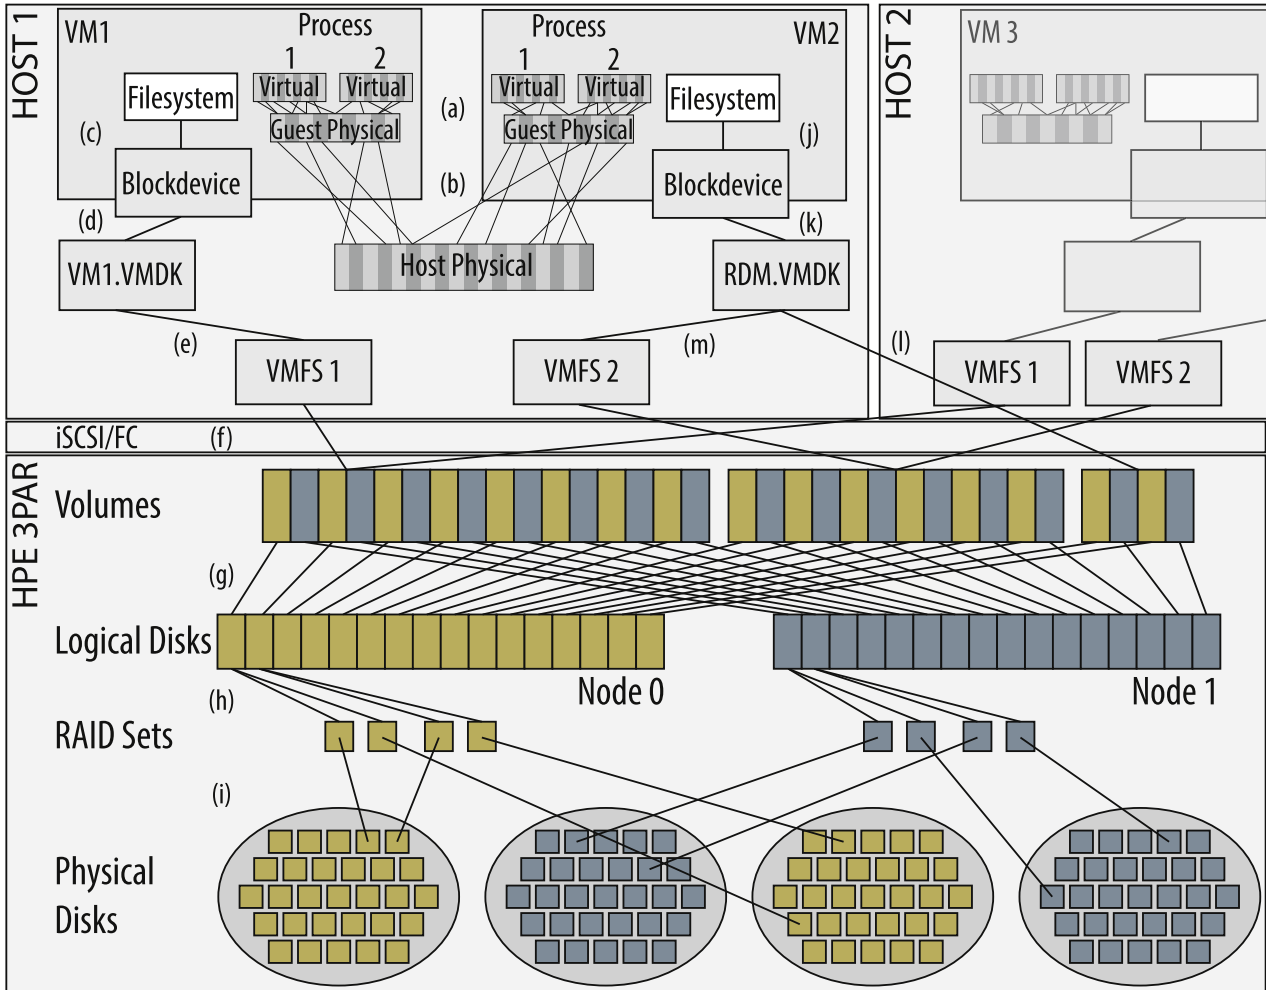 HOST 1
VM1
Process
1 2
Virtual Virtual
Guest Physical
Filesystem
(c)
Blockdevice
(d)
VM1.VMDK
(e)
VMFS 1
(a)
(b)
Host Physical
Process
1 2
VM2
Virtual Virtual
Guest Physical
Filesystem
(j)
Blockdevice
(k)
RDM.VMDK
(m)
VMFS 2
HOST 2
VM 3
(l)
VMFS 1
VMFS 2
iSCSI/FC (f)
HPE 3PAR
Volumes
(g)
Logical Disks
Node 0
Node 1
(h)
RAID Sets
(i)
Physical
Disks